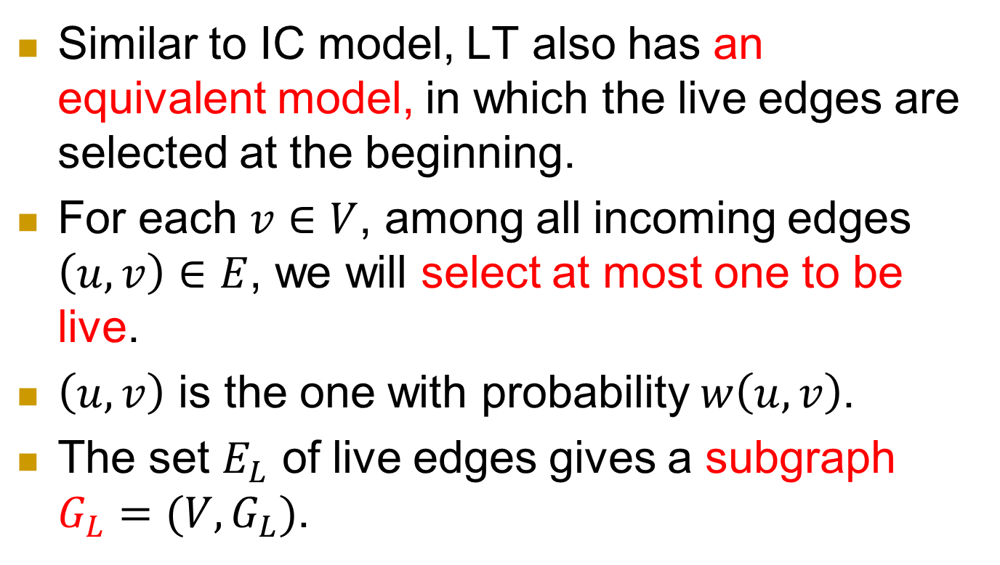 Similar to IC model, LT also has an
equivalent model, in which the live edges are
selected at the beginning.
For each 𝑣 ∈ 𝑉, among all incoming edges
(𝑢, 𝑣) ∈ 𝐸, we will select at most one to be
live.
(𝑢, 𝑣) is the one with probability 𝑤(𝑢, 𝑣).
The set 𝐸_𝐿 of live edges gives a subgraph
𝐺_𝐿 = (𝑉, 𝐺_𝐿).